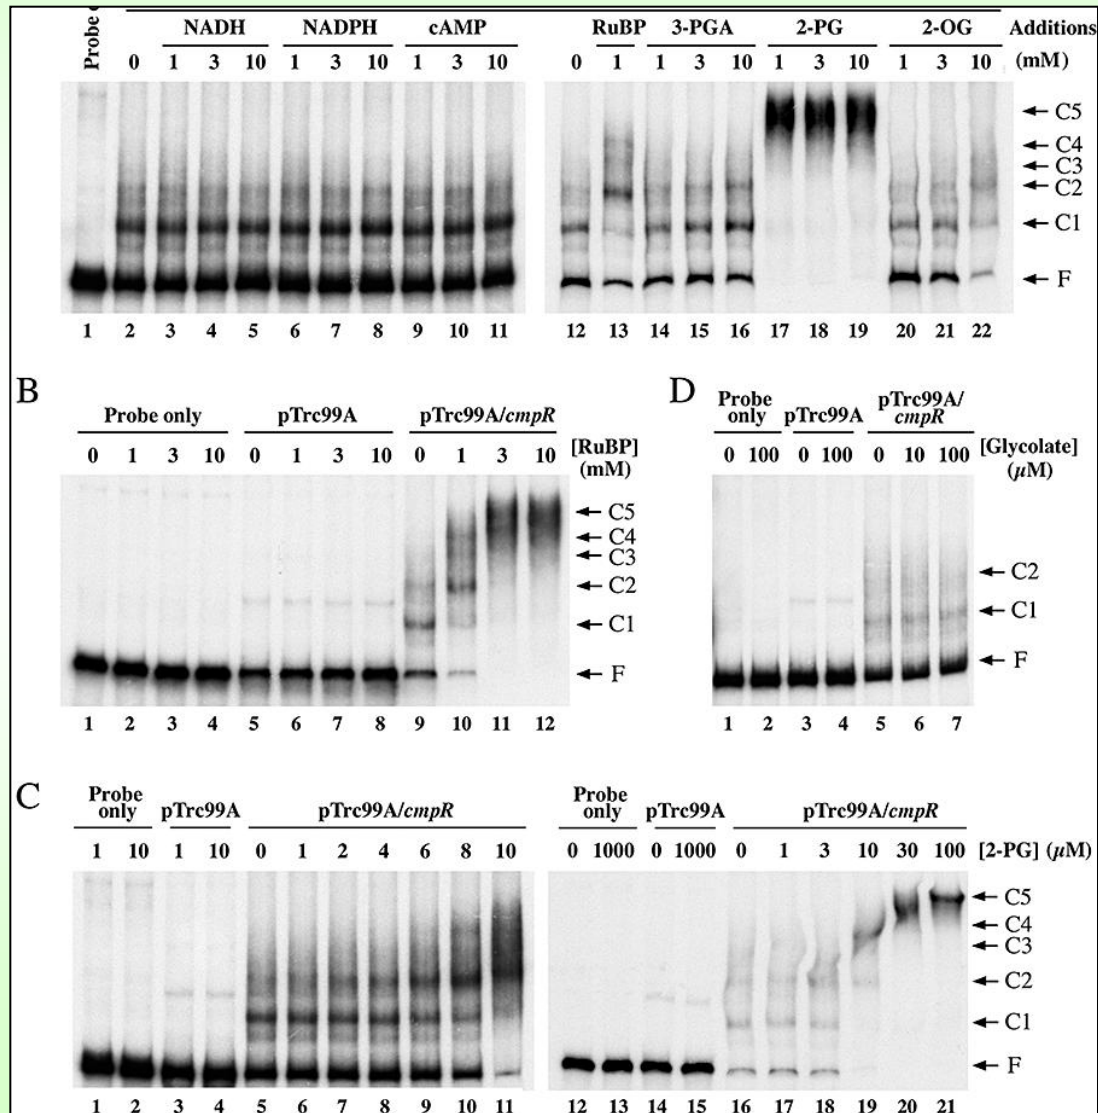 Probe
NADH NADPH cAMP RuBP 3-PGA 2-PG 2-OG Additions
0 1 3 10 1 3 10 1 3 10 0 1 1 3 10 1 3 10 1 3 10 (mM)
C5
C4
C3
C2
C1
F
1 2 3 4 5 6 7 8 9 10 11 12 13 14 15 16 17 18 19 20 21 22
B
Probe only pTrc99A pTrc99A/cmpR
0 1 3 10 0 1 3 10 0 1 3 10 [RuBP]
(mM)
C5
C4
C3
C2
C1
F
1 2 3 4 5 6 7 8 9 10 11 12
D
Probe only pTrc99A pTrc99A/
cmpR
0 100 0 100 0 10 100 [Glycolate]
(µM)
C2
C1
F
1 2 3 4 5 6 7
C
Probe
only pTrc99A pTrc99A/cmpR
1 10 1 10 0 1 2 4 6 8 10
1 2 3 4 5 6 7 8 9 10 11
Probe
only pTrc99A pTrc99A/cmpR
0 1000 0 1000 0 1 3 10 30 100 [2-PG] (µM)
C5
C4
C3
C2
C1
F
12 13 14 15 16 17 18 19 20 21